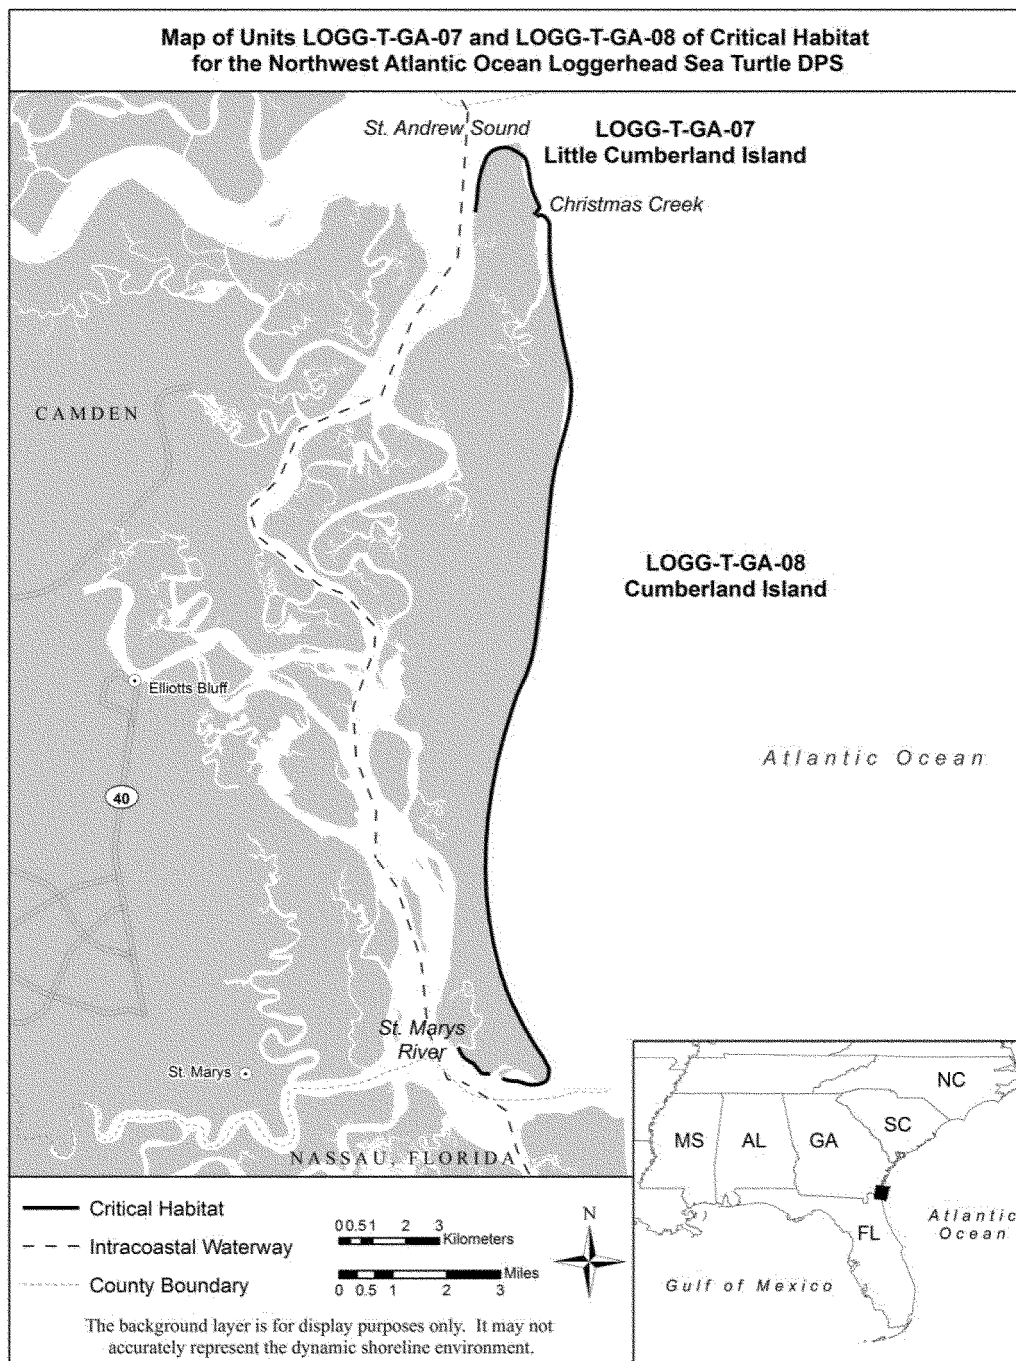 Map of Units LOGG-T-GA-07 and LOGG-T-GA-08 of Critical Habitat
for the Northwest Atlantic Ocean Loggerhead Sea Turtle DPS
St. Andrew Sound
LOGG-T-GA-07
Little Cumberland Island
Christmas Creek
CAMDEN
LOGG-T-GA-08
Cumberland Island
Elliotts Bluff
Atlantic Ocean
40
St. Marys
River
St. Marys
NASSAU, FLORIDA
NC
SC
MS
AL
GA
FL
Atlantic
Ocean
Gulf of Mexico
Critical Habitat
Intracoastal Waterway
County Boundary
0 0.5 1 2 3
Kilometers
Miles
0 0.5 1 2 3
N
The background layer is for display purposes only. It may not
accurately represent the dynamic shoreline environment.